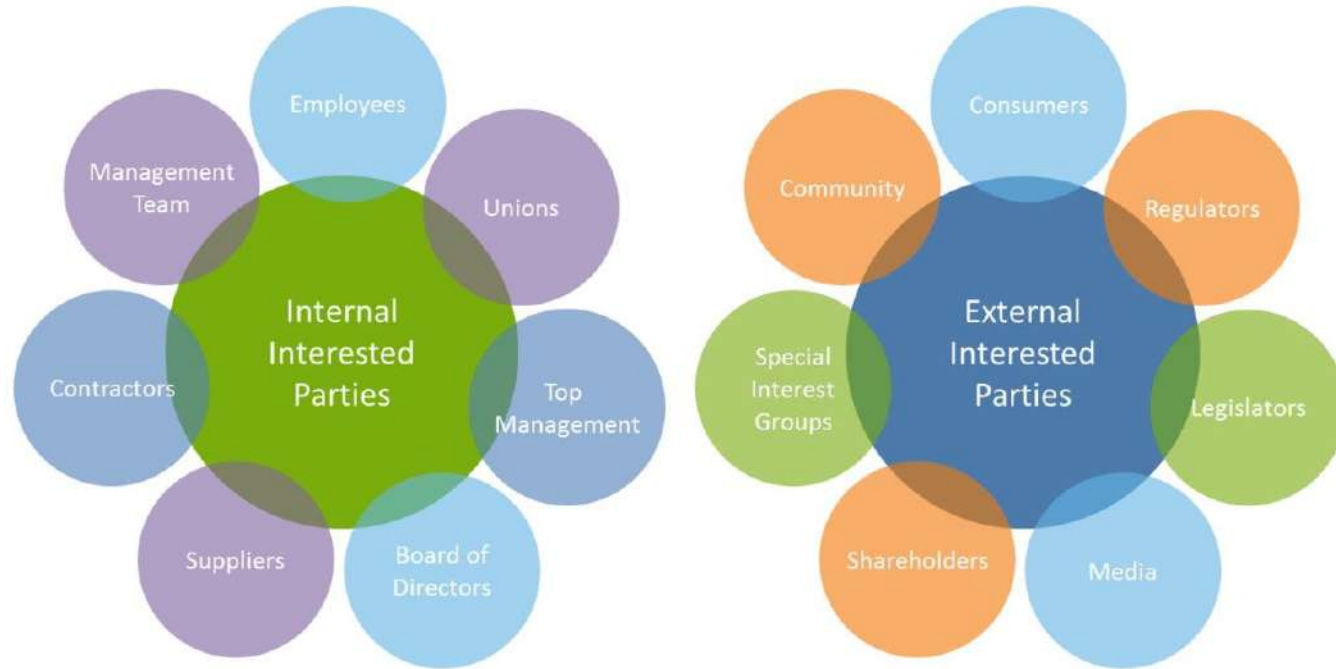 Employees
Management
Team
Unions
Internal
Interested
Parties
Contractors
Top
Management
Suppliers
Board of
Directors
Consumers
Community
Regulators
External
Interested
Parties
Special
Interest
Groups
Legislators
Shareholders
Media